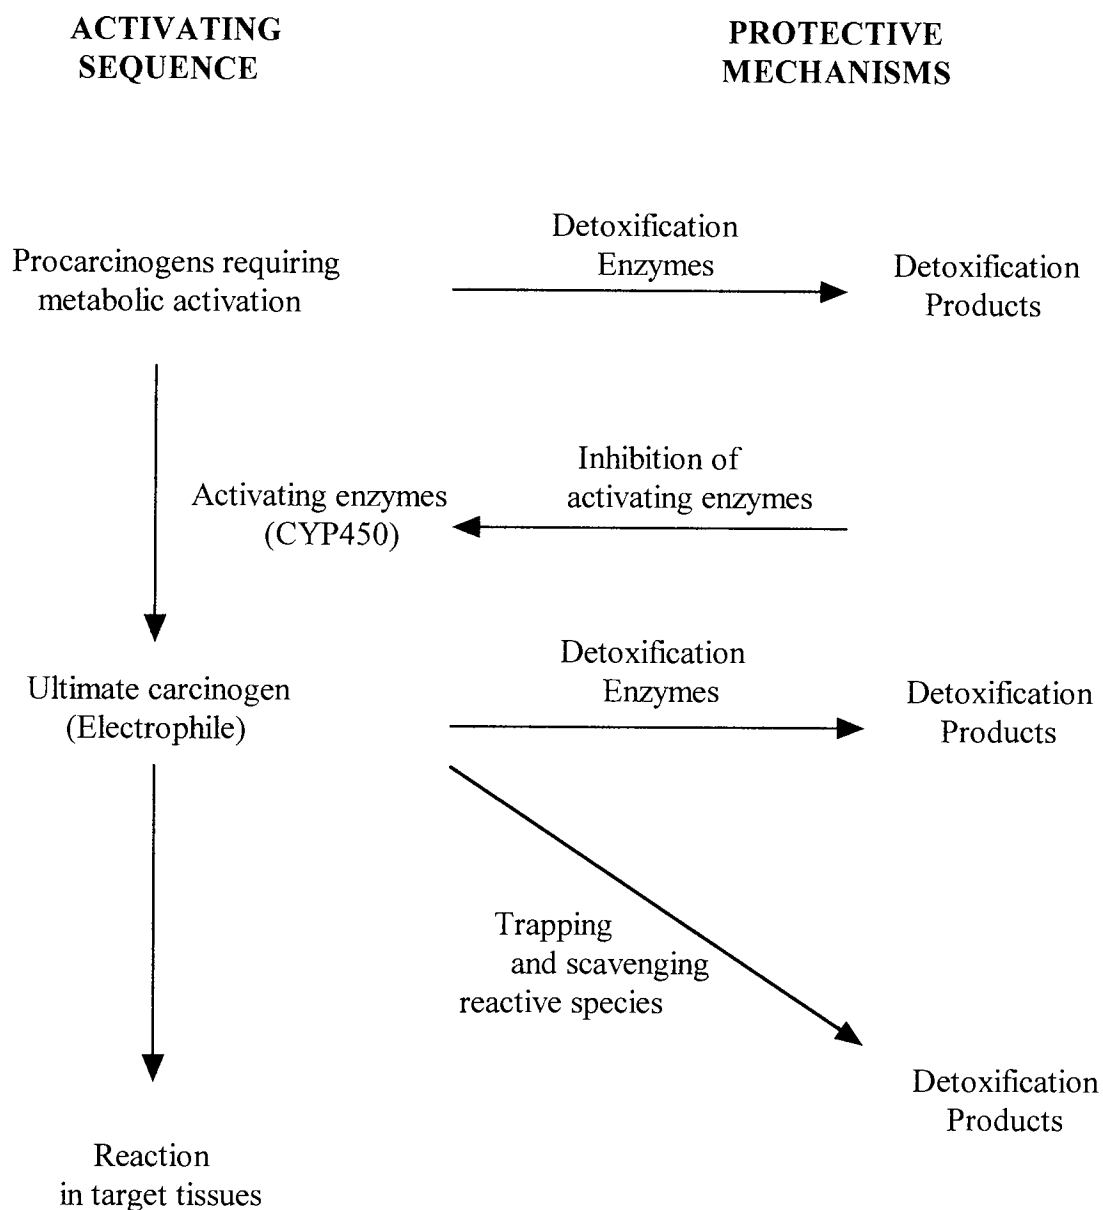 ACTIVATING
SEQUENCE
PROTECTIVE
MECHANISMS
Procarcinogens requiring
metabolic activation
Detoxification
Enzymes
Detoxification
Products
Activating enzymes
(CYP450)
Inhibition of
activating enzymes
Ultimate carcinogen
(Electrophile)
Detoxification
Enzymes
Detoxification
Products
Trapping
and scavenging
reactive species
Detoxification
Products
Reaction
in target tissues